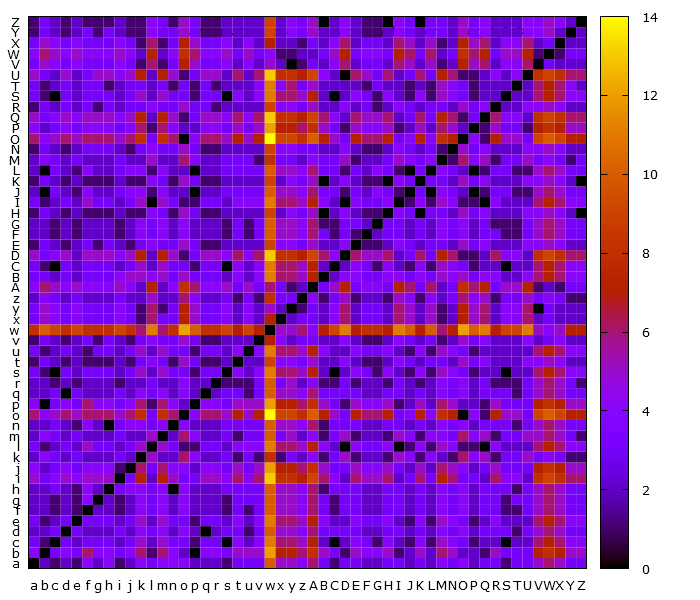 Z
Y
X
W
V
U
T
S
R
Q
P
O
N
M
L
K
J
I
H
G
F
E
D
C
B
A
z
y
x
w
v
u
t
s
r
q
p
o
n
m
l
k
j
i
h
g
f
e
d
c
b
a
a b c d e f g h i j k l m n o p q r s t u v w x y z A B C D E F G H I J K L M N O P Q R S T U V W X Y Z
14
12
10
8
6
4
2
0